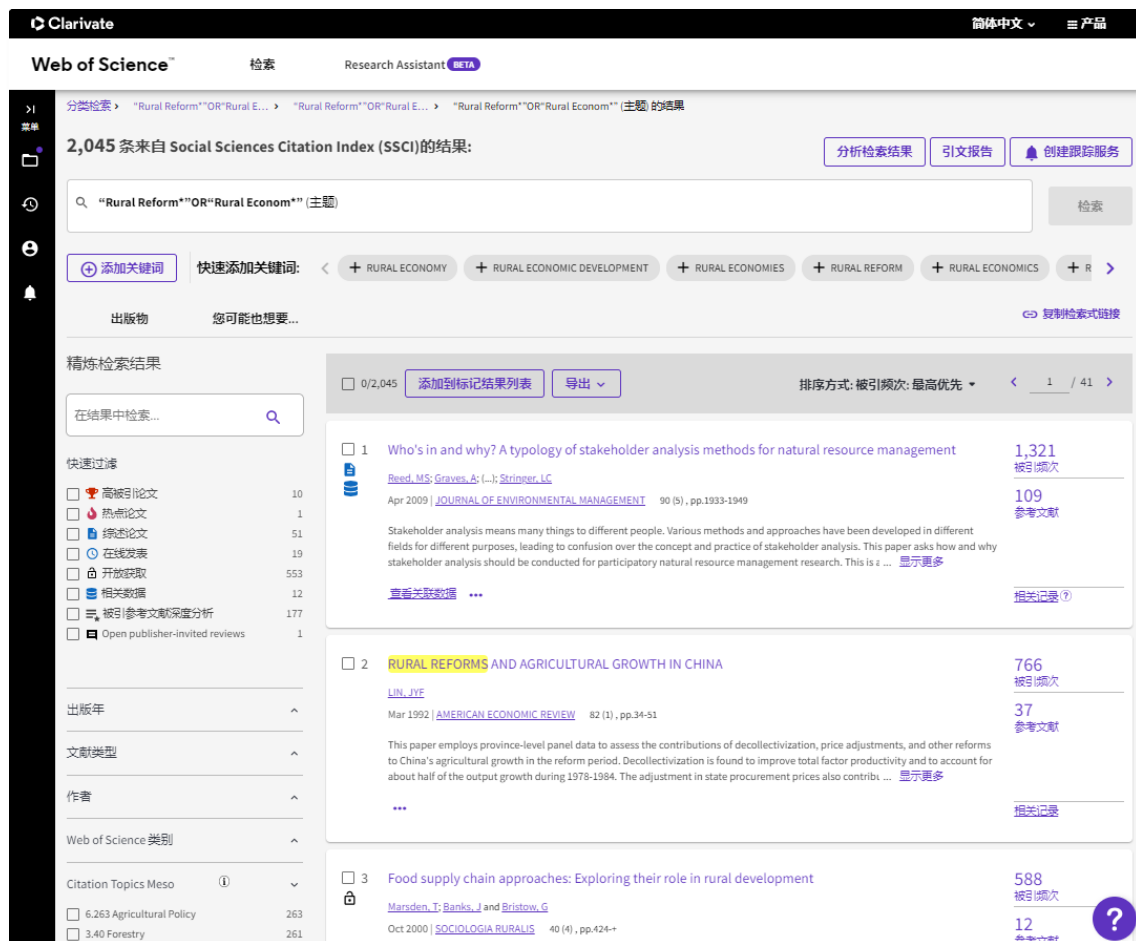 Clarivate
简体中文
产品
Web of Science™
检索
Research Assistant BETA
菜单
分类检索 › "Rural Reform*"OR"Rural E... › "Rural Reform*"OR"Rural E... › "Rural Reform*"OR"Rural Econom*" (主题) 的结果
2,045 条来自 Social Sciences Citation Index (SSCI)的结果:
分析检索结果
引文报告
创建跟踪服务
“Rural Reform*”OR“Rural Econom*” (主题)
检索
添加关键词
快速添加关键词:
+ RURAL ECONOMY
+ RURAL ECONOMIC DEVELOPMENT
+ RURAL ECONOMIES
+ RURAL REFORM
+ RURAL ECONOMICS
+ R
出版物
您可能也想要...
复制检索式链接
精炼检索结果
在结果中检索...
快速过滤
高被引论文 10
热点论文 1
综述论文 51
在线发表 19
开放获取 553
相关数据 12
被引参考文献深度分析 177
Open publisher-invited reviews 1
出版年
文献类型
作者
Web of Science 类别
Citation Topics Meso
6.263 Agricultural Policy 263
3.40 Forestry 261
0/2,045
添加到标记结果列表
导出
排序方式: 被引频次: 最高优先
1 / 41
1 Who's in and why? A typology of stakeholder analysis methods for natural resource management
Reed, MS; Graves, A; (...); Stringer, LC
Apr 2009 | JOURNAL OF ENVIRONMENTAL MANAGEMENT 90 (5) , pp.1933-1949
Stakeholder analysis means many things to different people. Various methods and approaches have been developed in different
fields for different purposes, leading to confusion over the concept and practice of stakeholder analysis. This paper asks how and why
stakeholder analysis should be conducted for participatory natural resource management research. This is a ... 显示更多
查看关联数据 •••
1,321
被引频次
109
参考文献
相关记录 ?
2 RURAL REFORMS AND AGRICULTURAL GROWTH IN CHINA
LIN, JYF
Mar 1992 | AMERICAN ECONOMIC REVIEW 82 (1) , pp.34-51
This paper employs province-level panel data to assess the contributions of decollectivization, price adjustments, and other reforms
to China's agricultural growth in the reform period. Decollectivization is found to improve total factor productivity and to account for
about half of the output growth during 1978-1984. The adjustment in state procurement prices also contribu ... 显示更多
•••
766
被引频次
37
参考文献
相关记录
3 Food supply chain approaches: Exploring their role in rural development
Marsden, T; Banks, J and Bristow, G
Oct 2000 | SOCIOLOGIA RURALIS 40 (4) , pp.424-+
588
被引频次
12
参考文献
?